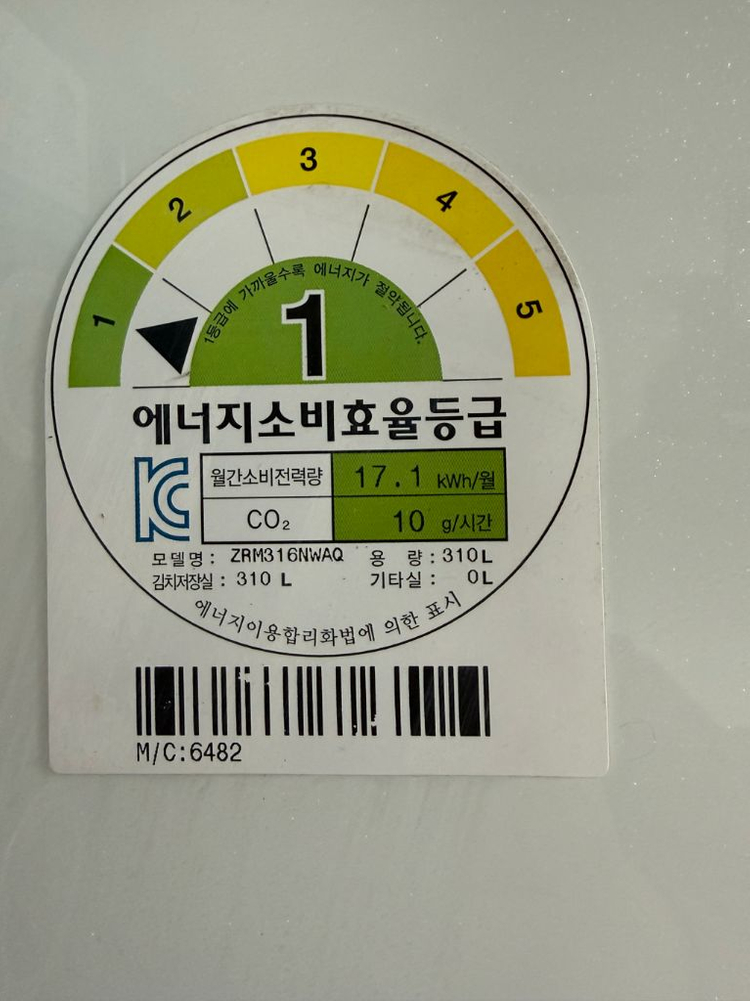 1 2 3 4 5
1등급에 가까울수록 에너지가 절약됩니다.
1
에너지소비효율등급
KC
월간소비전력량 17.1 kWh/월
CO₂ 10 g/시간
모델명: ZRM316NWAQ 용 량:310L
김치저장실: 310 L 기타실: 0L
에너지이용합리화법에 의한 표시
M/C:6482